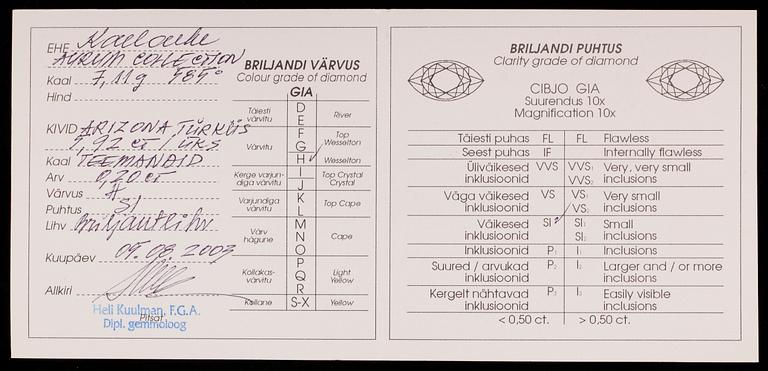 EHE Kaelaehe
AURUM COLLECTION
Kaal 7,11g 585°
Hind
KIVID ARIZONA TÜRKIIS
1,92 ct / ÜKS
Kaal TEEMANDID
Arv 0,20 ct
Värvus H
Puhtus SI
Lihv Briljantlihv
Kuupäev 09.08.2003
Allkiri
Heli Kuulman, F.G.A.
Pitsat
Dipl. gemmoloog
BRILJANDI VÄRVUS
Colour grade of diamond
GIA
Täiesti värvitu D E River
Värvitu F G Top Wesselton
H Wesselton
Kerge varjundiga värvitu I J Top Crystal Crystal
Varjundiga värvitu K L Top Cape
Värv hägune M N O Cape
Kollakas-värvitu P Q R Light Yellow
Kollane S-X Yellow
BRILJANDI PUHTUS
Clarity grade of diamond
CIBJO GIA
Suurendus 10x
Magnification 10x
Täiesti puhas FL FL Flawless
Seest puhas IF Internally flawless
Üliväikesed VVS VVS1 Very, very small
inklusioonid VVS2 inclusions
Väga väikesed VS VS1 Very small
inklusioonid VS2 inclusions
Väikesed SI SI1 Small
inklusioonid SI2 inclusions
Inklusioonid P1 I1 Inclusions
Suured / arvukad P2 I2 Larger and / or more
inklusioonid inclusions
Kergelt nähtavad P3 I3 Easily visible
inklusioonid inclusions
< 0,50 ct. > 0,50 ct.